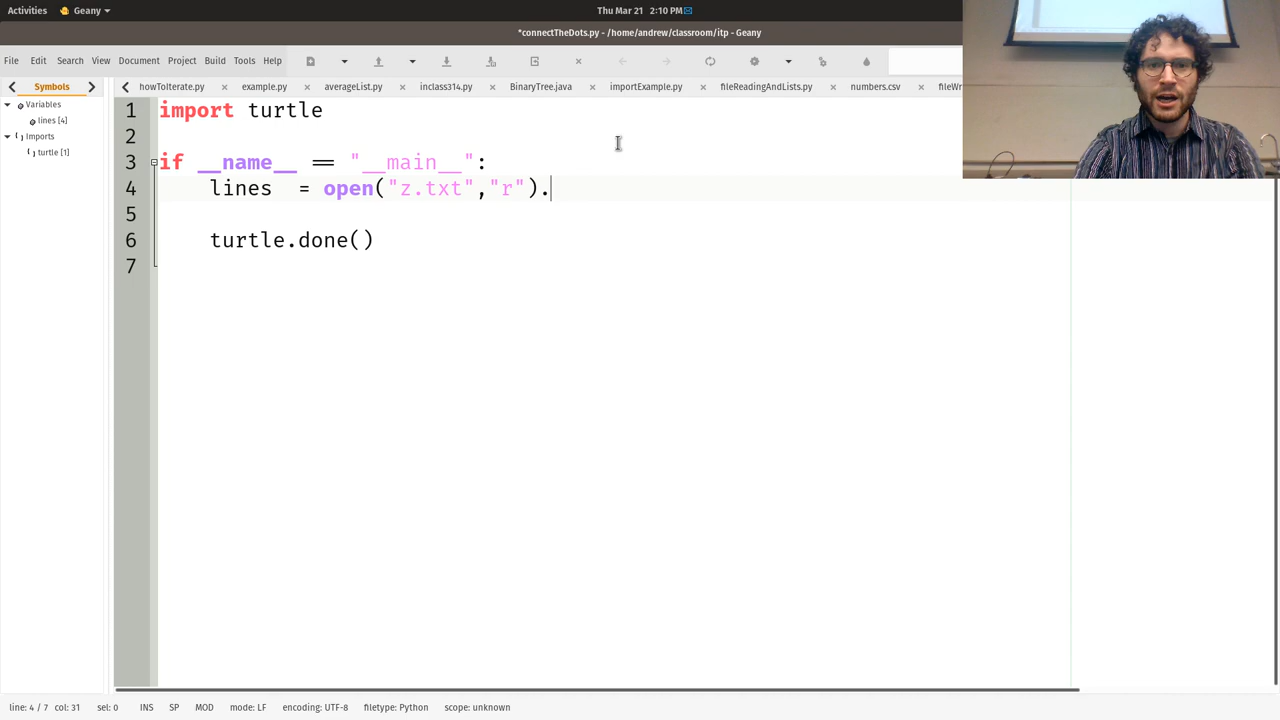 Activities Geany Thu Mar 21 2:10 PM
*connectTheDots.py - /home/andrew/classroom/itp - Geany
File Edit Search View Document Project Build Tools Help
Symbols howToIterate.py example.py averageList.py inclass314.py BinaryTree.java importExample.py fileReadingAndLists.py numbers.csv fileWr
Variables
lines [4]
Imports
turtle [1]
1 import turtle
2
3 if __name__ == "__main__":
4 lines  = open("z.txt","r").
5
6 turtle.done()
7
line: 4 / 7 col: 31 sel: 0 INS SP MOD mode: LF encoding: UTF-8 filetype: Python scope: unknown